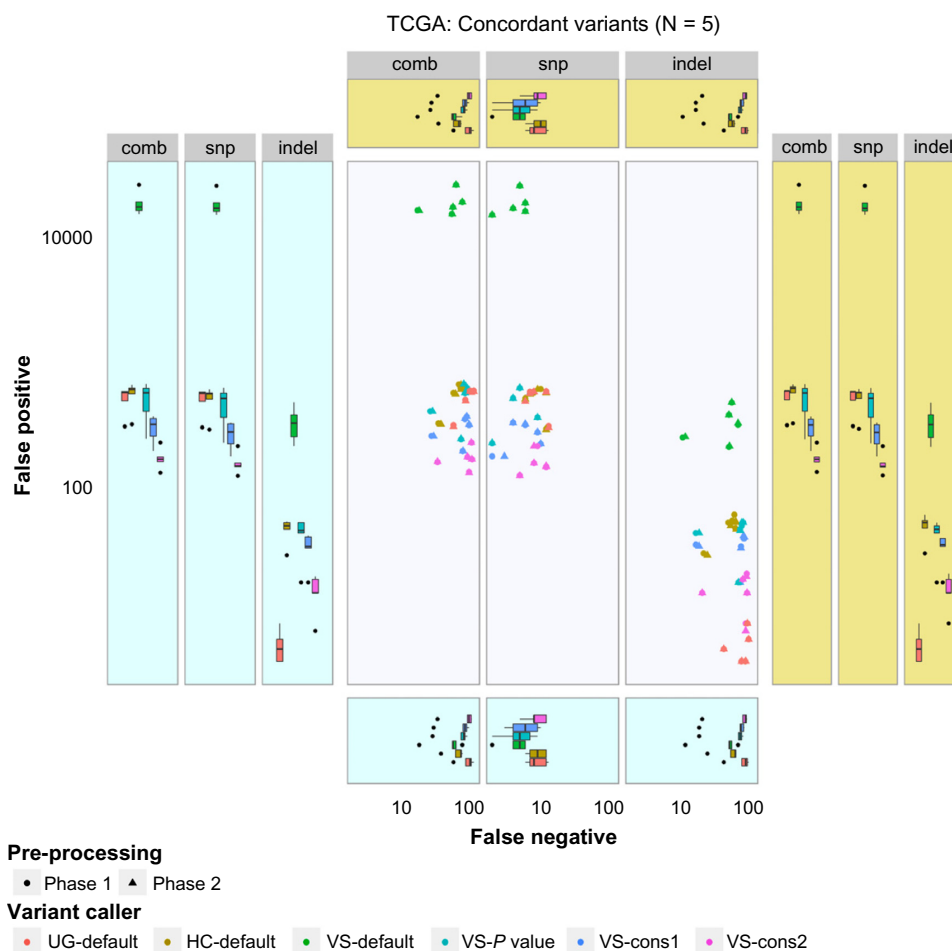 TCGA: Concordant variants (N = 5)
comb snp indel
comb snp indel
comb snp indel
10000
100
False positive
10 100 10 100 10 100
False negative
Pre-processing
Phase 1 Phase 2
Variant caller
UG-default HC-default VS-default VS-P value VS-cons1 VS-cons2